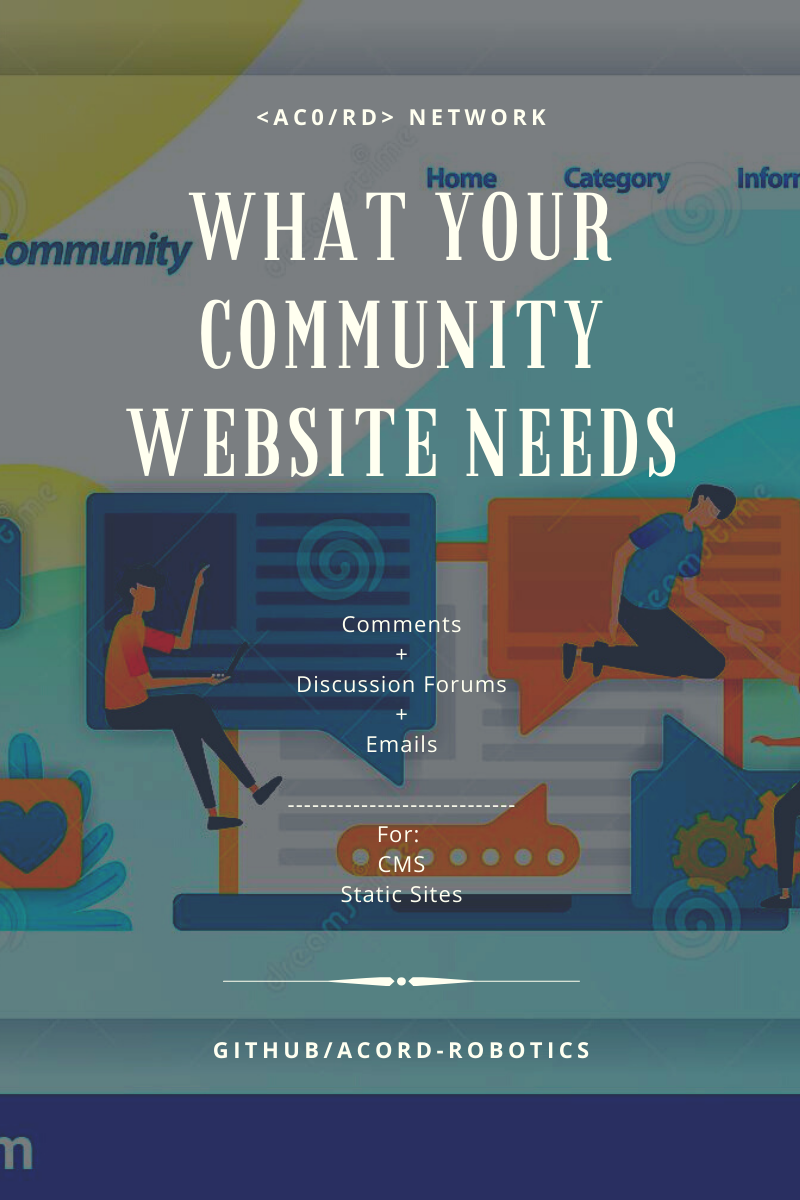 <AC0/RD> NETWORK
Home Category
WHAT YOUR
Community
COMMUNITY
WEBSITE NEEDS
Comments
+
Discussion Forums
+
Emails
----------------------------
For:
CMS
Static Sites
GITHUB/ACORD-ROBOTICS
dreamstime